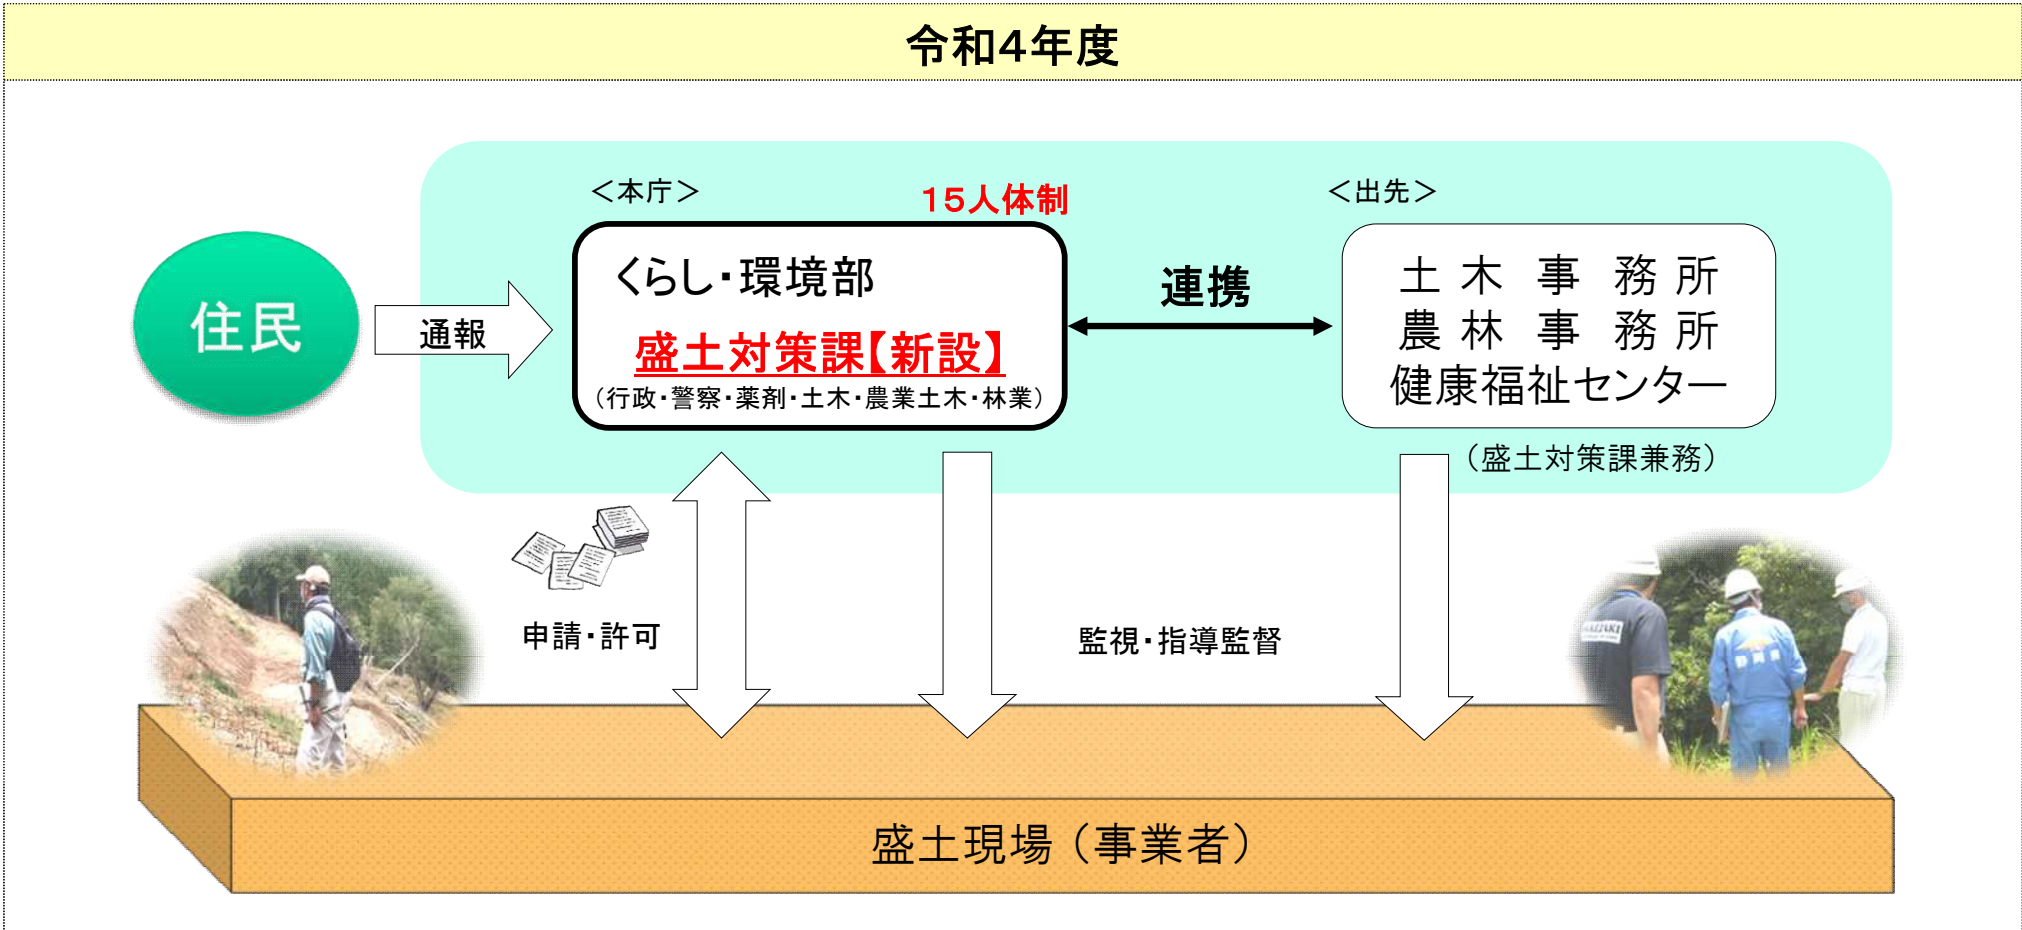 令和4年度
＜本庁＞
15人体制
＜出先＞
住民
通報
くらし・環境部
盛土対策課【新設】
（行政・警察・薬剤・土木・農業土木・林業）
連携
土木事務所
農林事務所
健康福祉センター
（盛土対策課兼務）
申請・許可
監視・指導監督
静岡県
盛土現場（事業者）